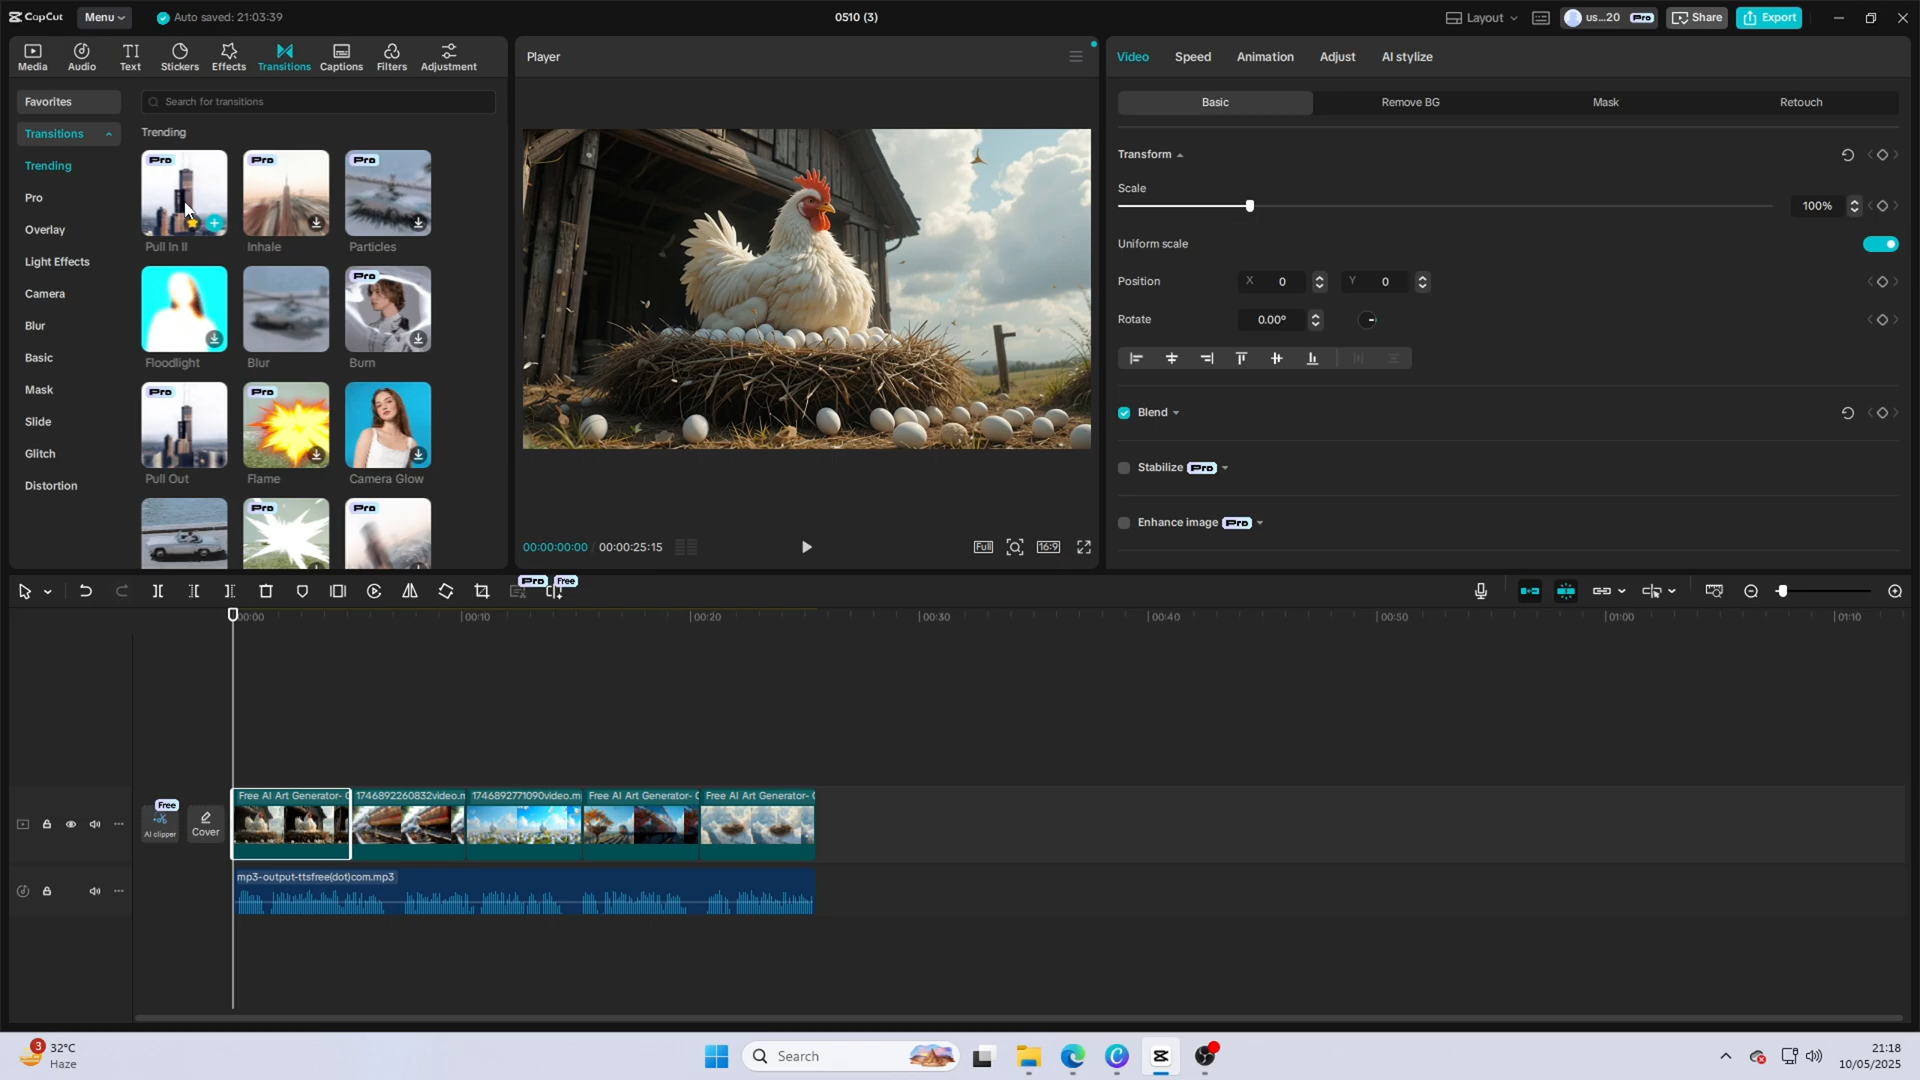 CapCut
Menu
Auto saved: 21:03:39
0510 (3)
Layout
us...20
Pro
Share
Export
Media
Audio
Text
Stickers
Effects
Transitions
Captions
Filters
Adjustment
Player
Video
Speed
Animation
Adjust
AI stylize
Favorites
Search for transitions
Transitions
Trending
Pro
Overlay
Light Effects
Camera
Blur
Basic
Mask
Slide
Glitch
Distortion
Trending
Pro
Pro
Pro
Pull In II
Inhale
Particles
Pro
Floodlight
Blur
Burn
Pro
Pro
Pull Out
Flame
Camera Glow
Pro
Pro
00:00:00:00 / 00:00:25:15
Full
16:9
Basic
Remove BG
Mask
Retouch
Transform
Scale
100%
Uniform scale
Position
X 0
Y 0
Rotate
0.00°
Blend
Stabilize Pro
Enhance image Pro
Pro
Free
00:00
00:10
00:20
00:30
00:40
00:50
01:00
01:10
Free
AI clipper
Cover
Free AI Art Generator- C
1746892260832video.m
1746892771090video.m
Free AI Art Generator- C
Free AI Art Generator- C
mp3-output-ttsfree(dot)com.mp3
3
32°C
Haze
Search
21:18
10/05/2025